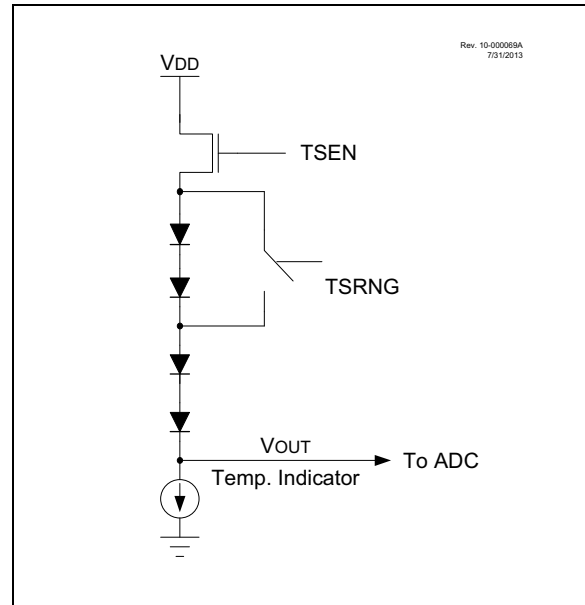 Rev. 10-000069A
7/31/2013
VDD
TSEN
TSRNG
VOUT
To ADC
Temp. Indicator